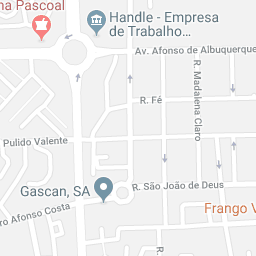 na Pascoal
Handle - Empresa
de Trabalho...
Av. Afonso de Albuquerque
R. Madalena Claro
R. Fé
Pulido Valente
Gascan, SA
R. São João de Deus
ro Afonso Costa
Frango V